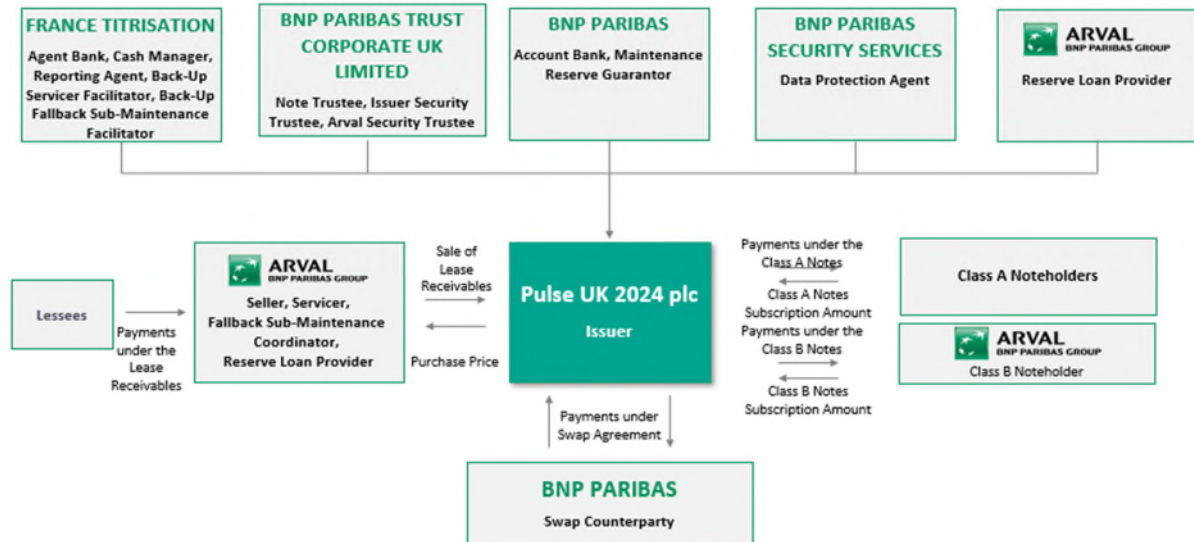 FRANCE TITRISATION
Agent Bank, Cash Manager,
Reporting Agent, Back-Up
Servicer Facilitator, Back-Up
Fallback Sub-Maintenance
Facilitator
BNP PARIBAS TRUST
CORPORATE UK
LIMITED
Note Trustee, Issuer Security
Trustee, Arval Security Trustee
BNP PARIBAS
Account Bank, Maintenance
Reserve Guarantor
BNP PARIBAS
SECURITY SERVICES
Data Protection Agent
ARVAL
BNP PARIBAS GROUP
Reserve Loan Provider
Lessees
Payments
under the
Lease
Receivables
ARVAL
BNP PARIBAS GROUP
Seller, Servicer,
Fallback Sub-Maintenance
Coordinator,
Reserve Loan Provider
Sale of
Lease
Receivables
Purchase Price
Pulse UK 2024 plc
Issuer
Payments under the
Class A Notes
Class A Notes
Subscription Amount
Payments under the
Class B Notes
Class B Notes
Subscription Amount
Class A Noteholders
ARVAL
BNP PARIBAS GROUP
Class B Noteholder
Payments under
Swap Agreement
BNP PARIBAS
Swap Counterparty